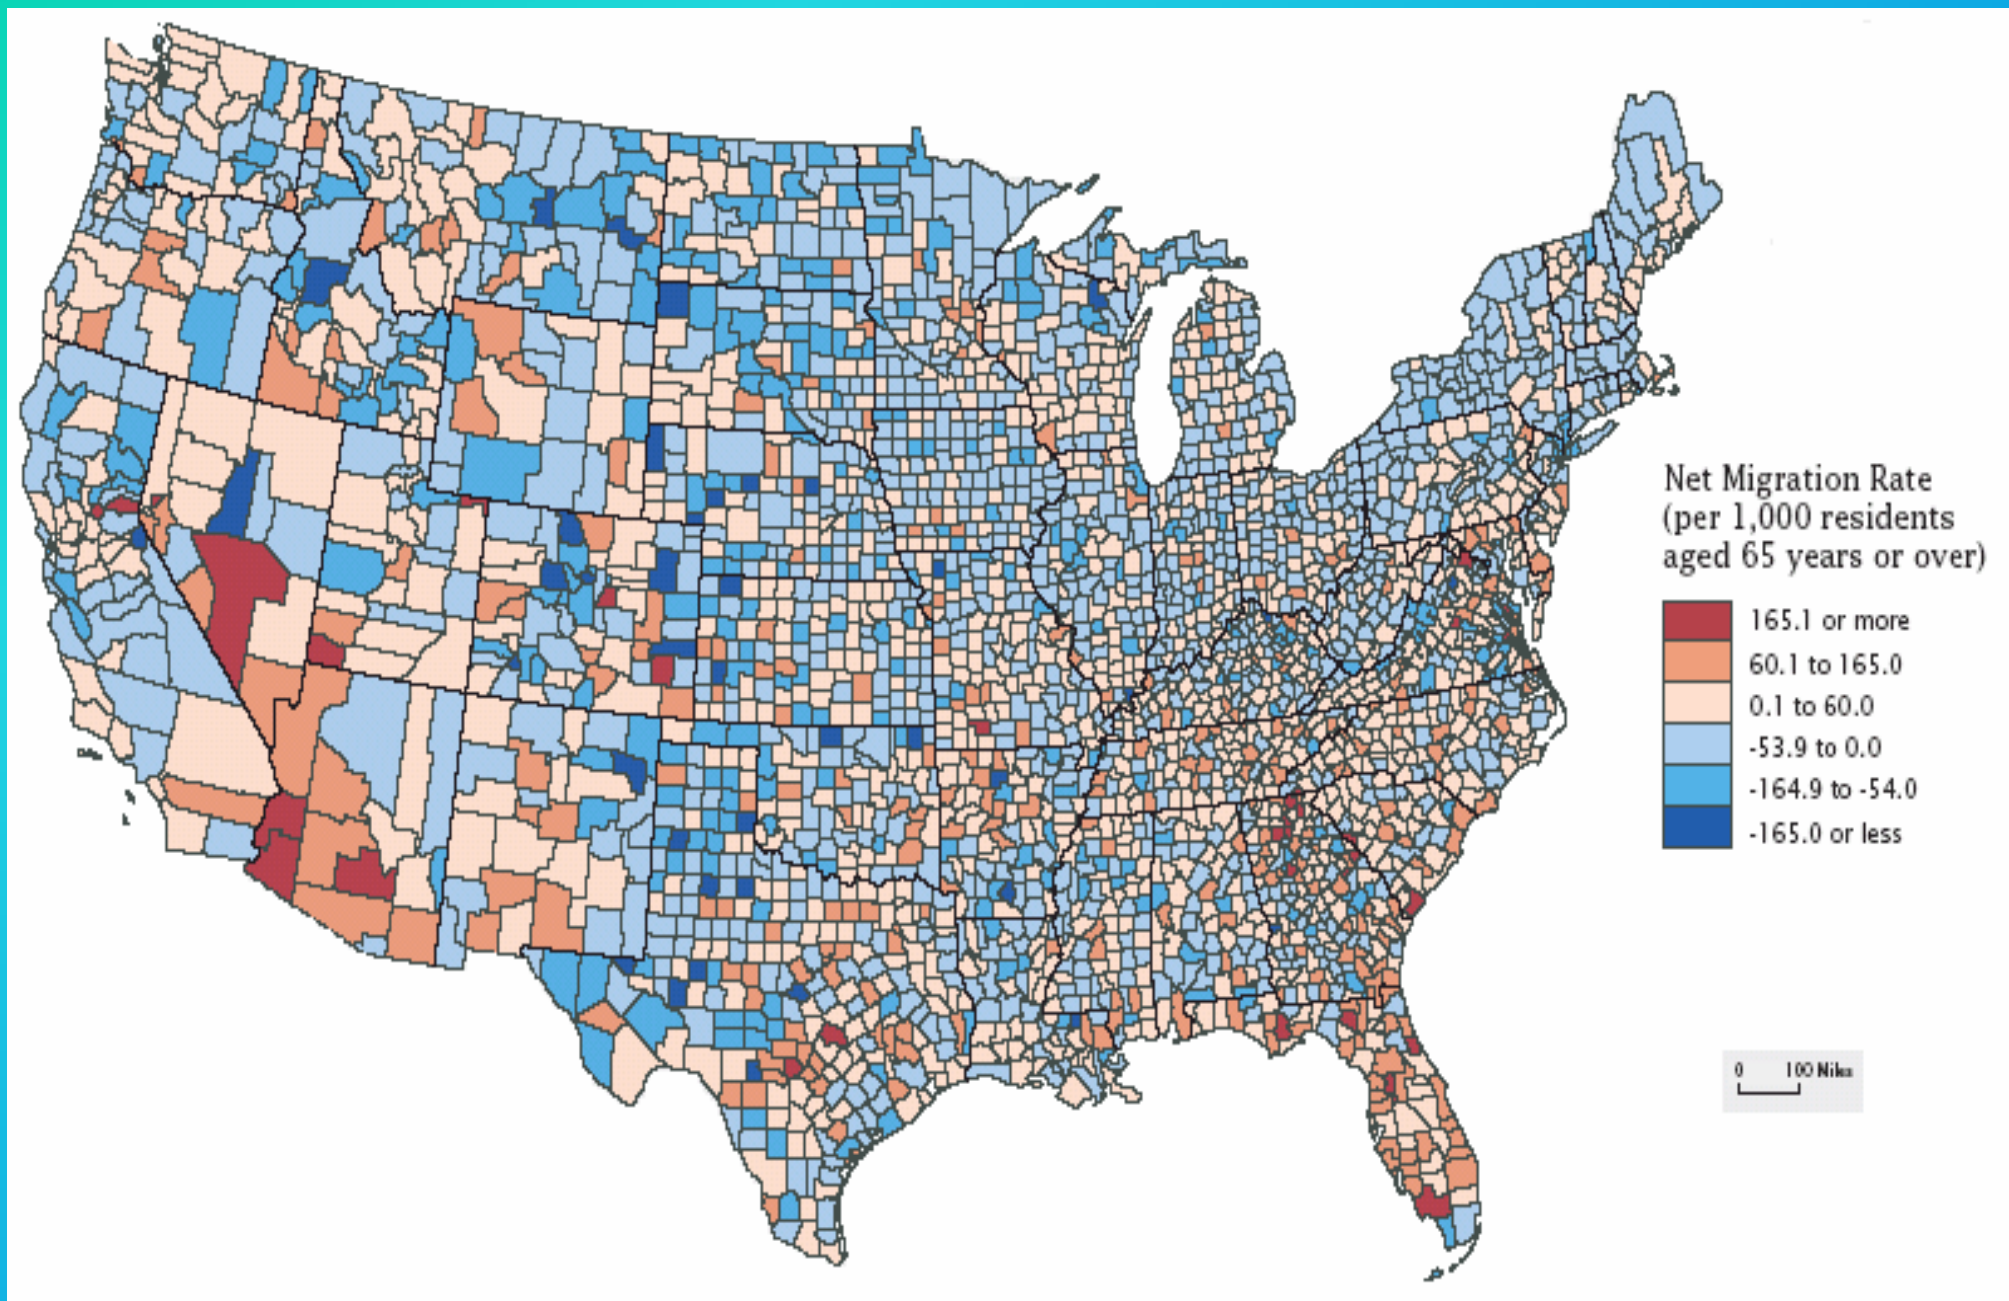 Net Migration Rate
(per 1,000 residents
aged 65 years or over)
165.1 or more
60.1 to 165.0
0.1 to 60.0
-53.9 to 0.0
-164.9 to -54.0
-165.0 or less
0 100 Miles